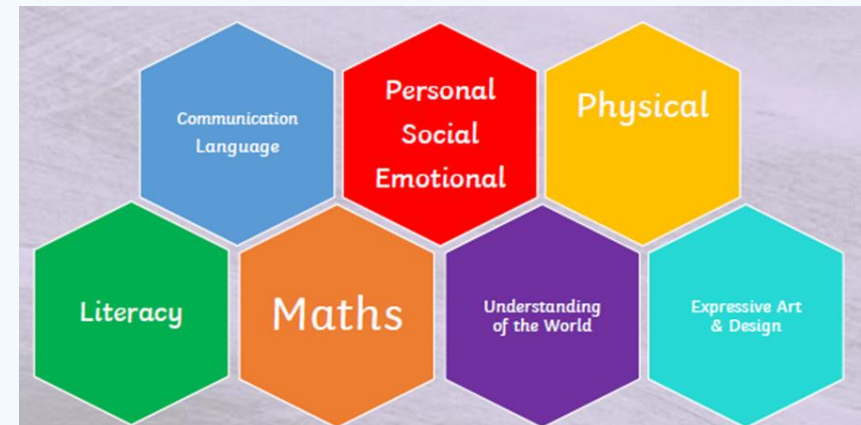 Communication
Language
Personal
Social
Emotional
Physical
Literacy
Maths
Understanding
of the World
Expressive Art
& Design